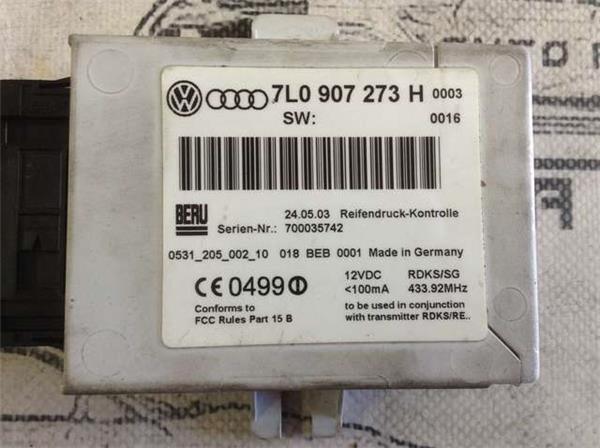 7L0 907 273 H 0003
SW: 0016
BERU 24.05.03 Reifendruck-Kontrolle
Serien-Nr.: 700035742
0531_205_002_10 018 BEB 0001 Made in Germany
CE 0499 12VDC RDKS/SG
<100mA 433.92MHz
Conforms to
FCC Rules Part 15 B
to be used in conjunction
with transmitter RDKS/RE..